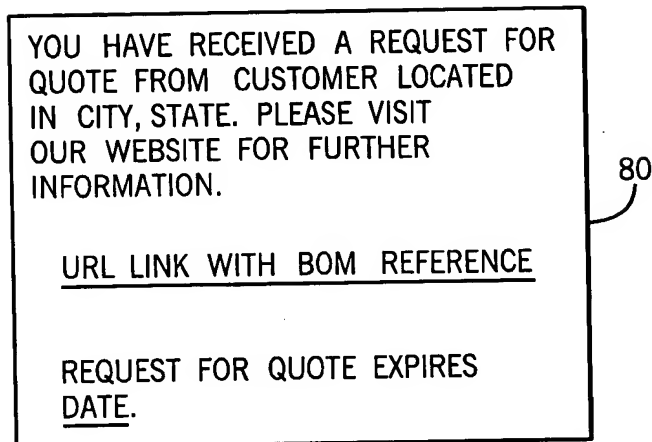 YOU HAVE RECEIVED A REQUEST FOR
QUOTE FROM CUSTOMER LOCATED
IN CITY, STATE. PLEASE VISIT
OUR WEBSITE FOR FURTHER
INFORMATION.
80
URL LINK WITH BOM REFERENCE
REQUEST FOR QUOTE EXPIRES
DATE.